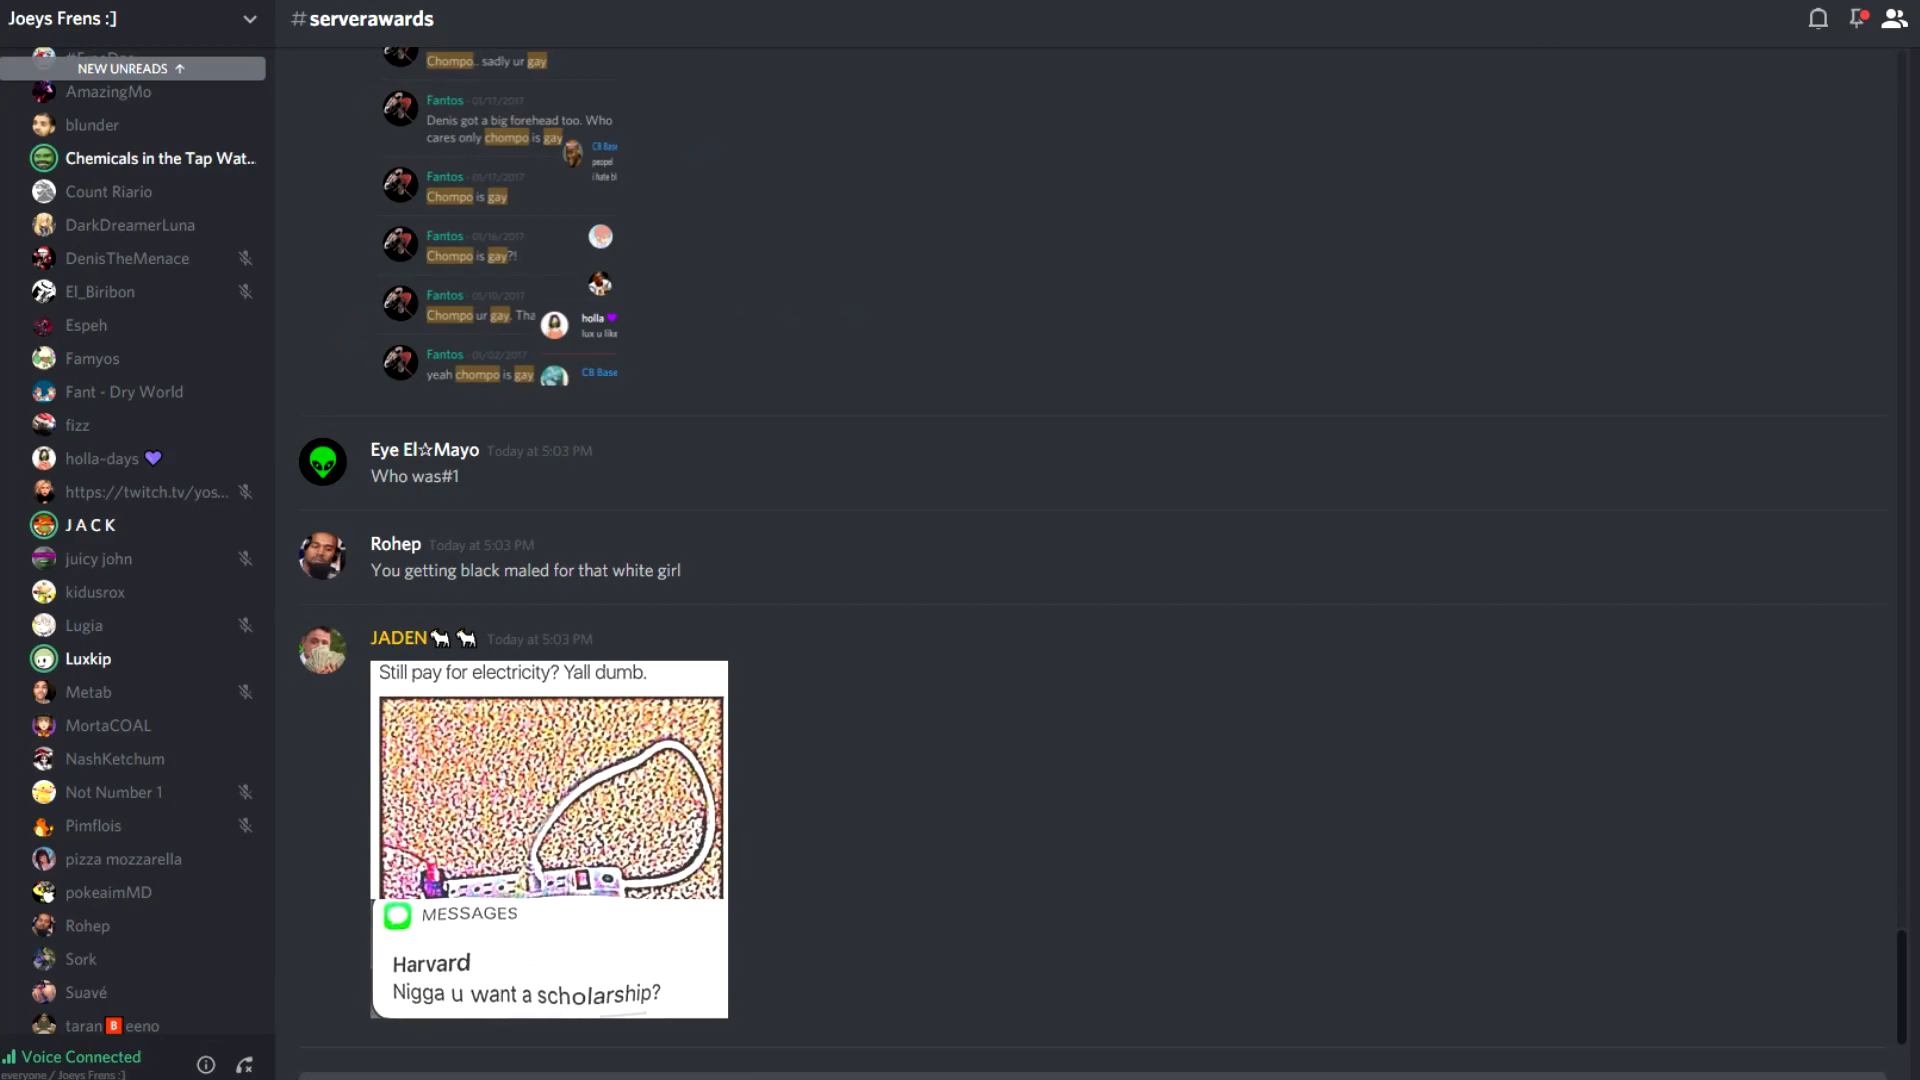 Joeys Frens :]
NEW UNREADS ↑
AmazingMo
blunder
Chemicals in the Tap Wat...
Count Riario
DarkDreamerLuna
DenisTheMenace
El_Biribon
Espeh
Famyos
Fant - Dry World
fizz
holla-days 💜
https://twitch.tv/yos...
J A C K
juicy john
kidusrox
Lugia
Luxkip
Metab
MortaCOAL
NashKetchum
Not Number 1
Pimflois
pizza mozzarella
pokeaimMD
Rohep
Sork
Suavé
taran🅱eeno
Voice Connected
everyone / Joeys Frens :]
#serverawards
Chompo.. sadly ur gay
Fantos - 01/17/2017
Denis got a big forehead too. Who
cares only chompo is gay
CB Base
peopel
i hate bl
Fantos - 01/17/2017
Chompo is gay
Fantos - 01/16/2017
Chompo is gay?!
Fantos - 01/10/2017
Chompo ur gay. Tha
holla 💜
lux u like
Fantos - 01/02/2017
yeah chompo is gay
CB Base
Eye El☆Mayo Today at 5:03 PM
Who was#1
Rohep Today at 5:03 PM
You getting black maled for that white girl
JADEN🐐🐐 Today at 5:03 PM
Still pay for electricity? Yall dumb.
MESSAGES
Harvard
Nigga u want a scholarship?